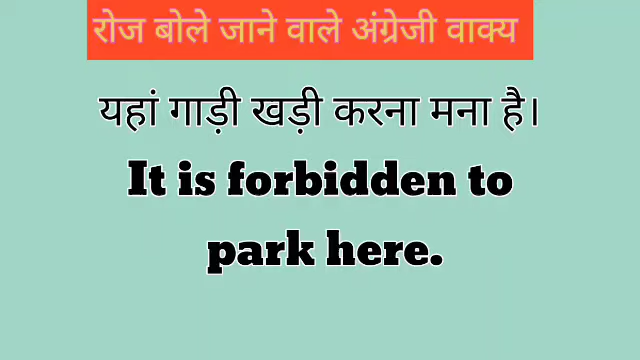 रोज बोले जाने वाले अंग्रेजी वाक्य
यहां गाड़ी खड़ी करना मना है।
It is forbidden to
park here.